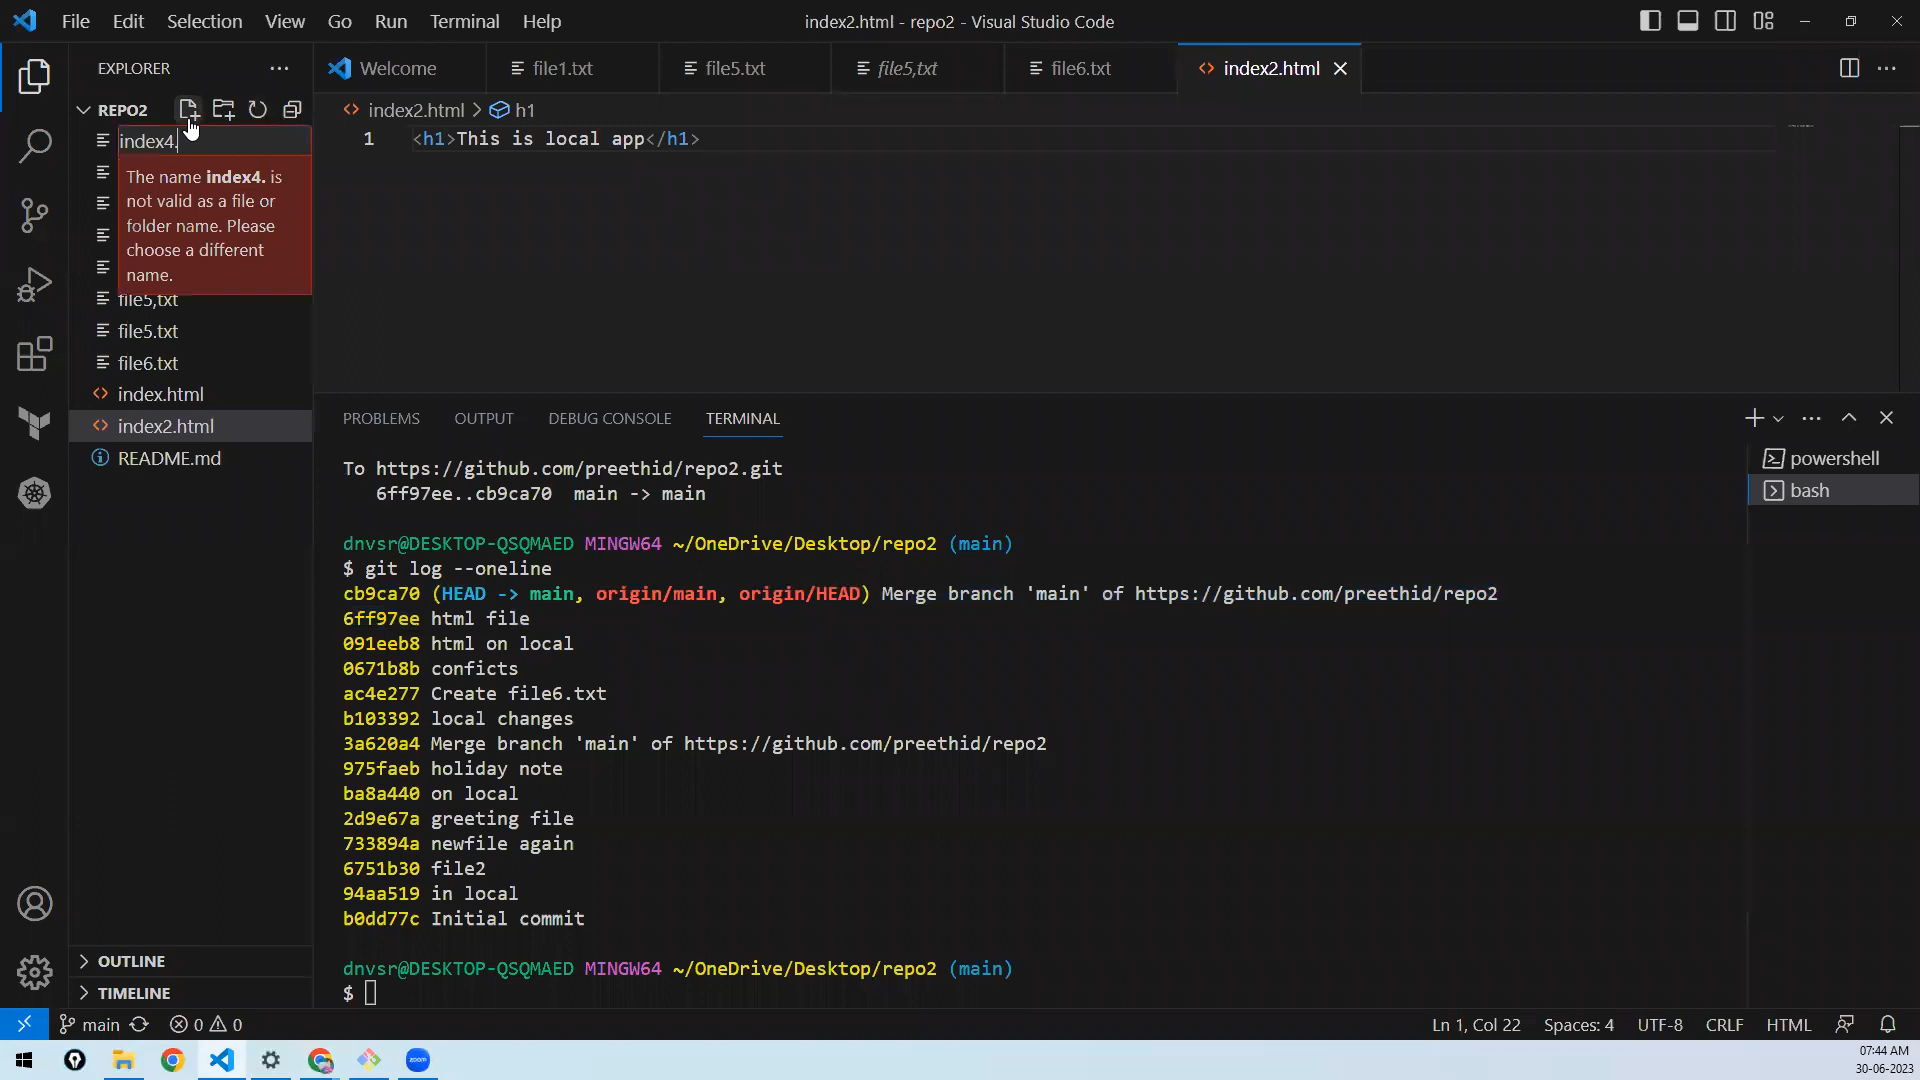 File Edit Selection View Go Run Terminal Help
index2.html - repo2 - Visual Studio Code
EXPLORER
Welcome file1.txt file5.txt file5,txt file6.txt index2.html
REPO2
index4.
The name index4. is
not valid as a file or
folder name. Please
choose a different
name.
file5,txt
file5.txt
file6.txt
index.html
index2.html
README.md
OUTLINE
TIMELINE
index2.html > h1
1 <h1>This is local app</h1>
PROBLEMS OUTPUT DEBUG CONSOLE TERMINAL
powershell
bash
To https://github.com/preethid/repo2.git
6ff97ee..cb9ca70 main -> main
dnvsr@DESKTOP-QSQMAED MINGW64 ~/OneDrive/Desktop/repo2 (main)
$ git log --oneline
cb9ca70 (HEAD -> main, origin/main, origin/HEAD) Merge branch 'main' of https://github.com/preethid/repo2
6ff97ee html file
091eeb8 html on local
0671b8b conficts
ac4e277 Create file6.txt
b103392 local changes
3a620a4 Merge branch 'main' of https://github.com/preethid/repo2
975faeb holiday note
ba8a440 on local
2d9e67a greeting file
733894a newfile again
6751b30 file2
94aa519 in local
b0dd77c Initial commit
dnvsr@DESKTOP-QSQMAED MINGW64 ~/OneDrive/Desktop/repo2 (main)
$
main 0 0
Ln 1, Col 22 Spaces: 4 UTF-8 CRLF HTML
zoom
07:44 AM
30-06-2023